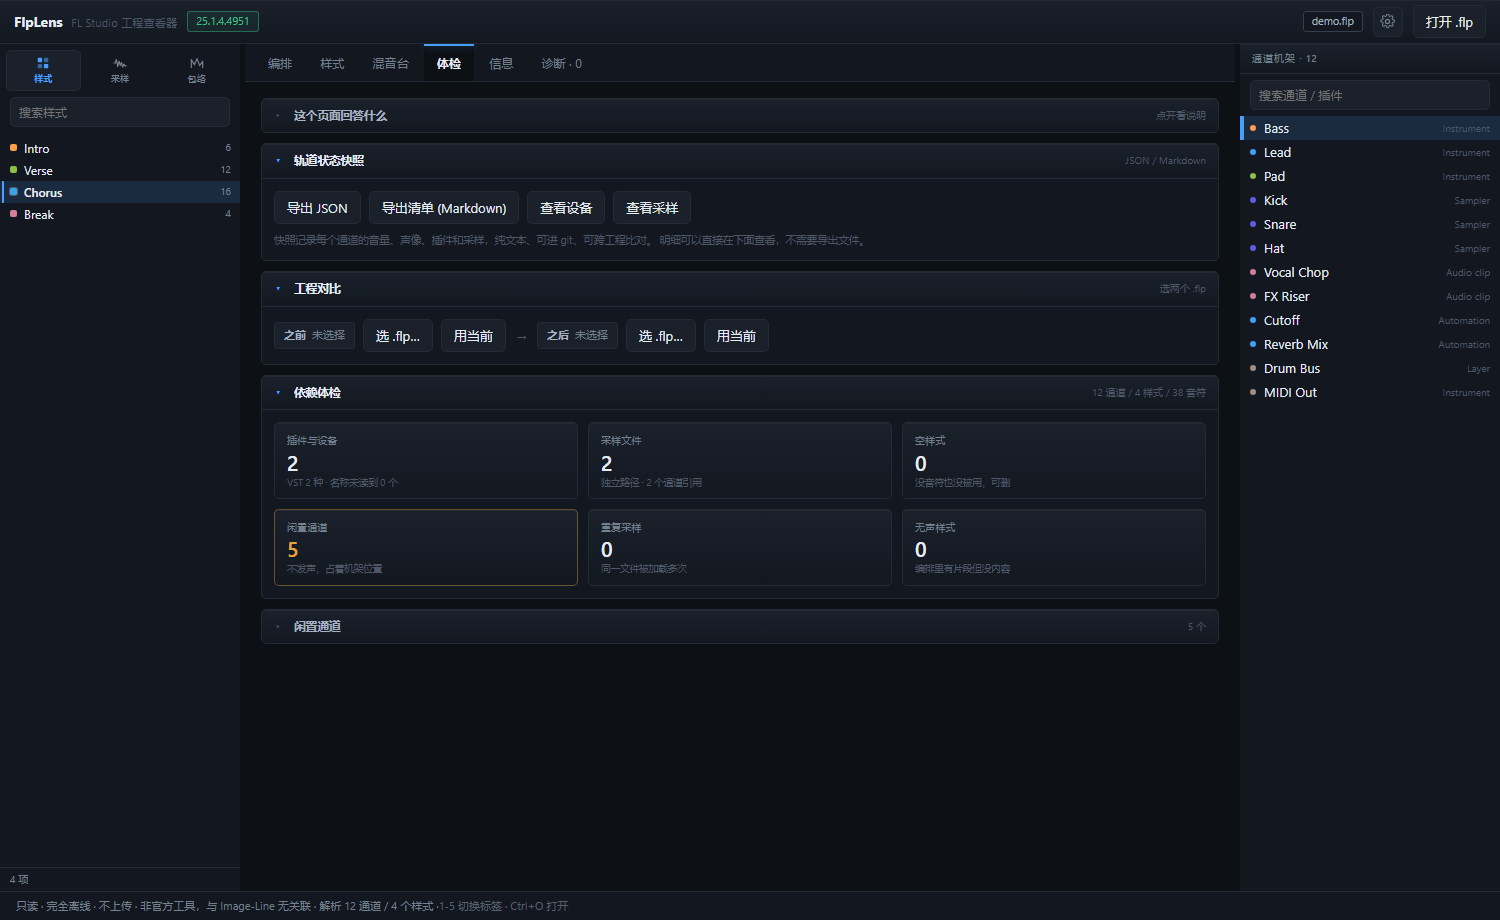 FlpLens FL Studio 工程查看器 25.1.4.4951 demo.flp 打开 .flp
样式 采样 包络
搜索样式
Intro 6
Verse 12
Chorus 16
Break 4
4 项
编排 样式 混音台 体检 信息 诊断 · 0
这个页面回答什么 点开看说明
轨道状态快照 JSON / Markdown
导出 JSON 导出清单 (Markdown) 查看设备 查看采样
快照记录每个通道的音量、声像、插件和采样，纯文本、可进 git、可跨工程比对。 明细可以直接在下面查看，不需要导出文件。
工程对比 选两个 .flp
之前 未选择 选 .flp... 用当前 → 之后 未选择 选 .flp... 用当前
依赖体检 12 通道 / 4 样式 / 38 音符
插件与设备
2
VST 2 种 · 名称未读到 0 个
采样文件
2
独立路径 · 2 个通道引用
空样式
0
没音符也没被用，可删
闲置通道
5
不发声，占着机架位置
重复采样
0
同一文件被加载多次
无声样式
0
编排里有片段但没内容
闲置通道 5 个
通道机架 · 12
搜索通道 / 插件
Bass Instrument
Lead Instrument
Pad Instrument
Kick Sampler
Snare Sampler
Hat Sampler
Vocal Chop Audio clip
FX Riser Audio clip
Cutoff Automation
Reverb Mix Automation
Drum Bus Layer
MIDI Out Instrument
只读 · 完全离线 · 不上传 · 非官方工具，与 Image-Line 无关联 · 解析 12 通道 / 4 个样式 ·1-5 切换标签 · Ctrl+O 打开